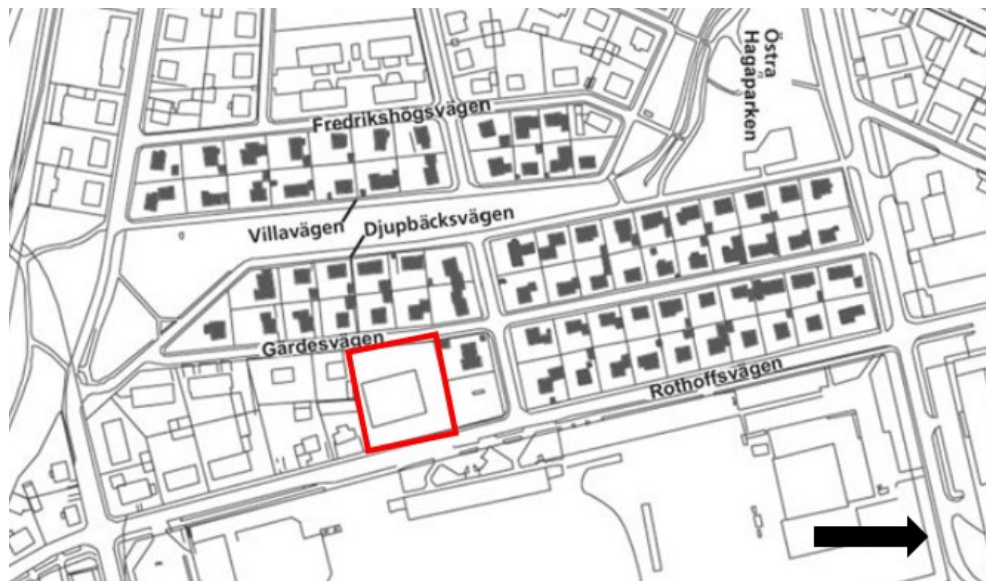 Östra
Hagaparken
Fredrikshögsvägen
Villavägen
Djupbäcksvägen
Gärdesvägen
Rothoffsvägen